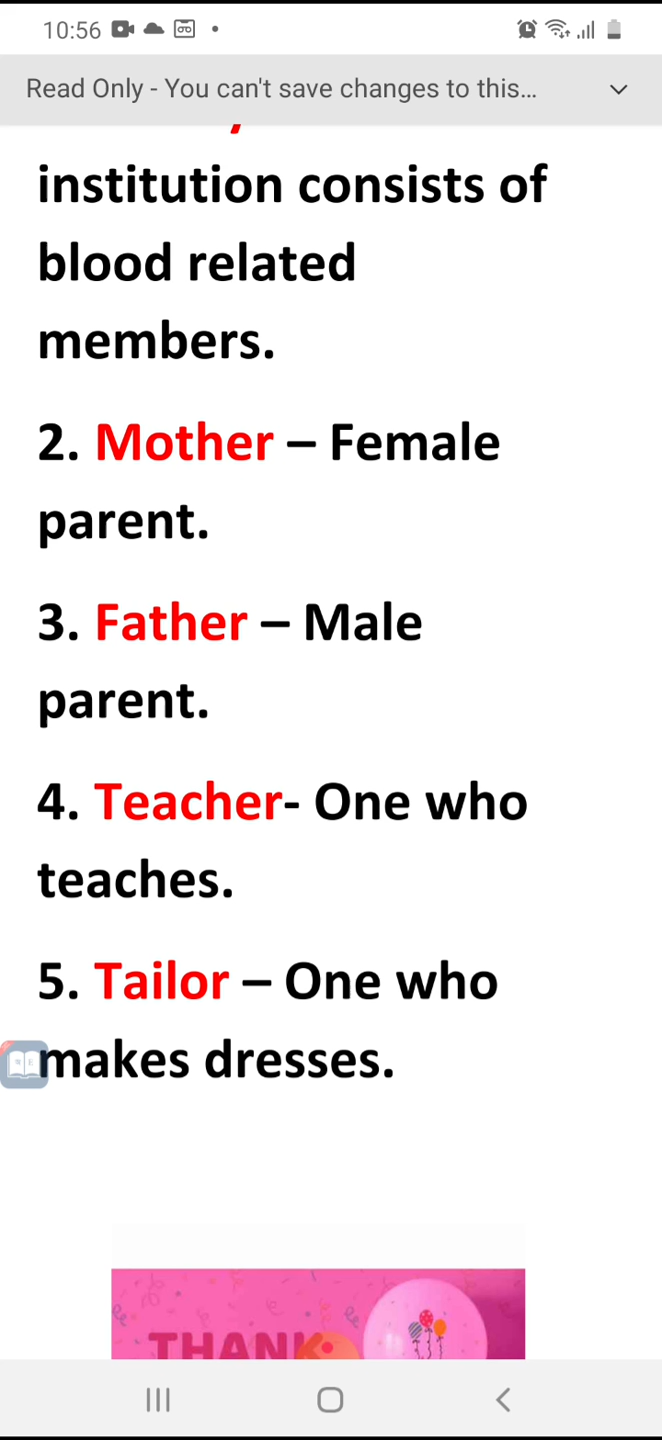 10:56
Read Only - You can't save changes to this...
institution consists of
blood related
members.
2. Mother – Female
parent.
3. Father – Male
parent.
4. Teacher- One who
teaches.
5. Tailor – One who
makes dresses.
THANK